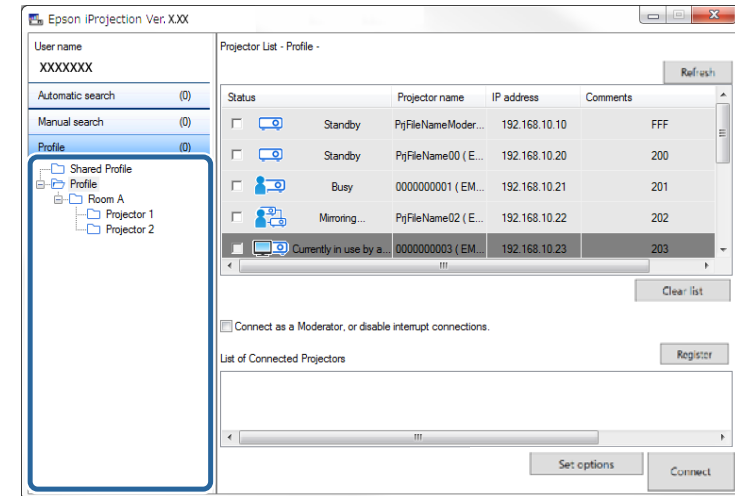 Epson iProjection Ver. X.XX
User name
XXXXXXX
Automatic search (0)
Manual search (0)
Profile (0)
Shared Profile
Profile
Room A
Projector 1
Projector 2
Projector List - Profile -
Refresh
Status Projector name IP address Comments
Standby PrjFileNameModer... 192.168.10.10 FFF
Standby PrjFileName00 ( E... 192.168.10.20 200
Busy 0000000001 ( EM... 192.168.10.21 201
Mirroring... PrjFileName02 ( E... 192.168.10.22 202
Currently in use by a... 0000000003 ( EM... 192.168.10.23 203
Clear list
Connect as a Moderator, or disable interrupt connections.
List of Connected Projectors
Register
Set options
Connect